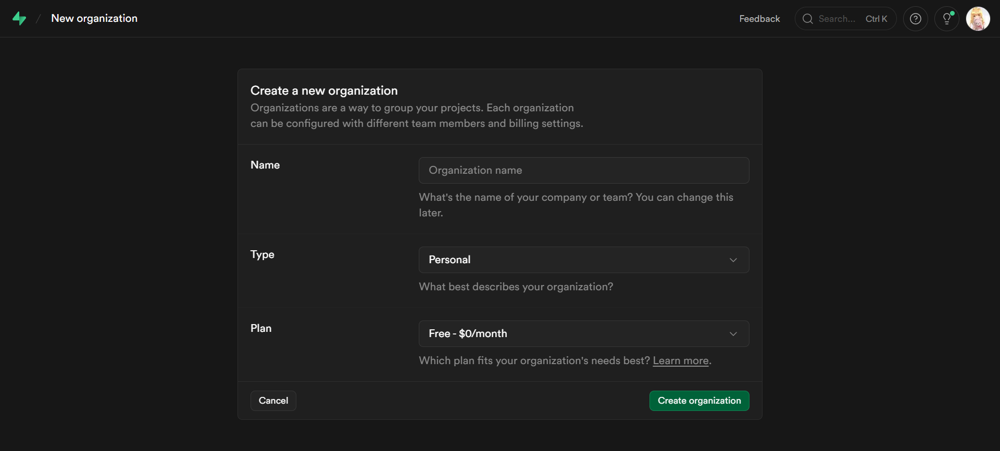 / New organization
Feedback
Search... Ctrl K
Create a new organization
Organizations are a way to group your projects. Each organization
can be configured with different team members and billing settings.
Name
Organization name
What's the name of your company or team? You can change this
later.
Type
Personal
What best describes your organization?
Plan
Free - $0/month
Which plan fits your organization's needs best? Learn more.
Cancel
Create organization